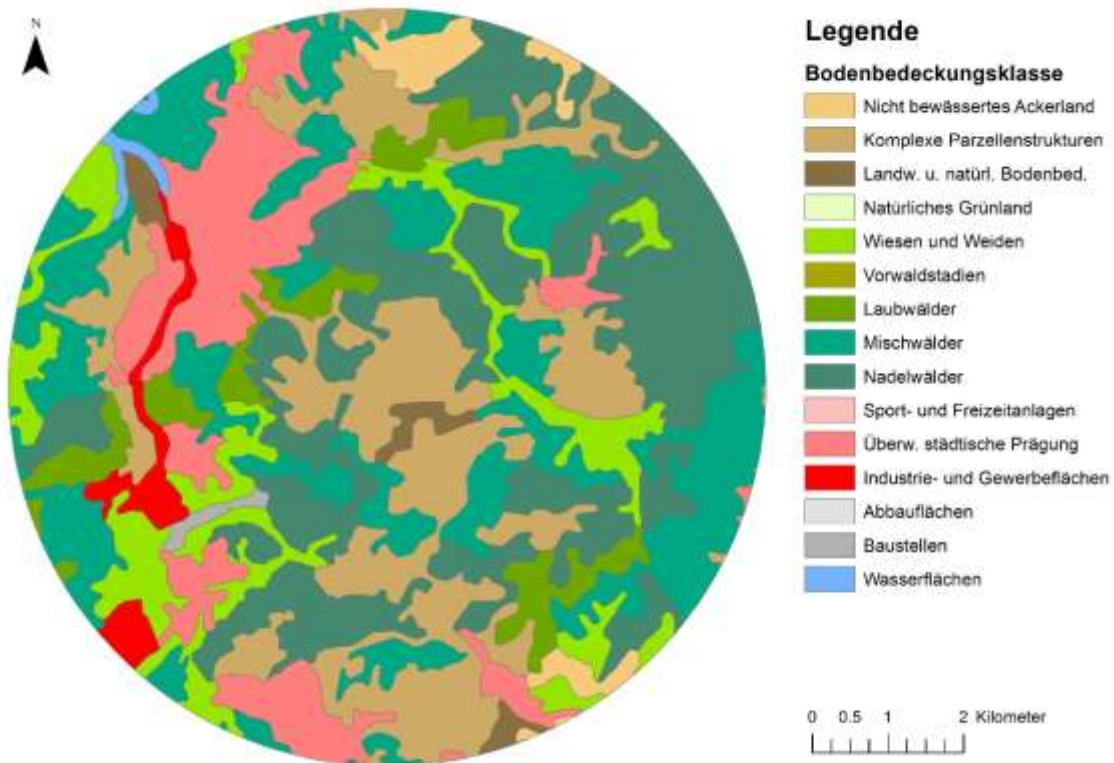 N
Legende
Bodenbedeckungsklasse
Nicht bewässertes Ackerland
Komplexe Parzellenstrukturen
Landw. u. natürl. Bodenbed.
Natürliches Grünland
Wiesen und Weiden
Vorwaldstadien
Laubwälder
Mischwälder
Nadelwälder
Sport- und Freizeitanlagen
Überw. städtische Prägung
Industrie- und Gewerbeflächen
Abbauflächen
Baustellen
Wasserflächen
0 0.5 1 2 Kilometer